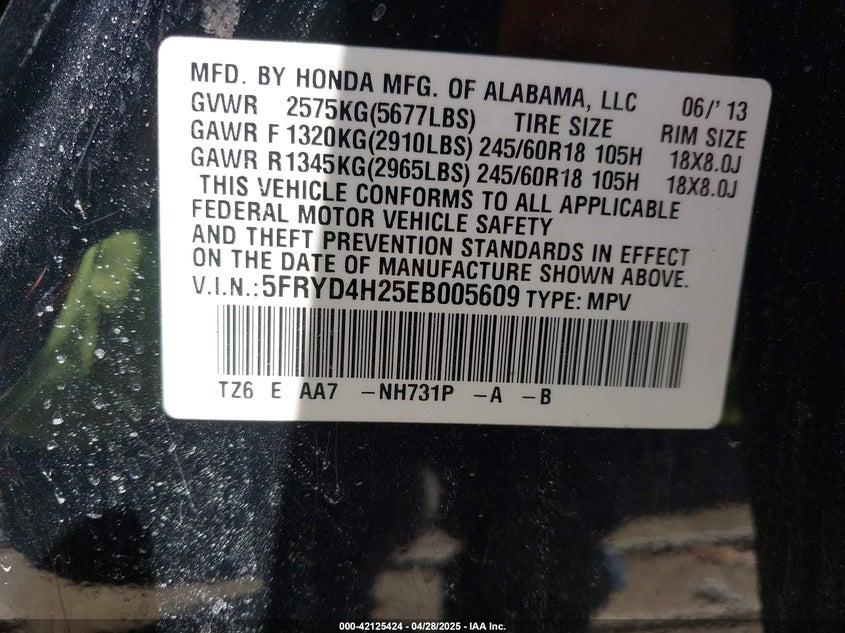 MFD. BY HONDA MFG. OF ALABAMA, LLC 06/' 13
GVWR 2575KG(5677LBS) TIRE SIZE RIM SIZE
GAWR F 1320KG(2910LBS) 245/60R18 105H 18X8.0J
GAWR R1345KG(2965LBS) 245/60R18 105H 18X8.0J
THIS VEHICLE CONFORMS TO ALL APPLICABLE
FEDERAL MOTOR VEHICLE SAFETY
AND THEFT PREVENTION STANDARDS IN EFFECT
ON THE DATE OF MANUFACTURE SHOWN ABOVE.
V.I.N.:5FRYD4H25EB005609 TYPE: MPV
TZ6 E AA7 -NH731P -A -B
000-42125424 - 04/28/2025 - IAA Inc.